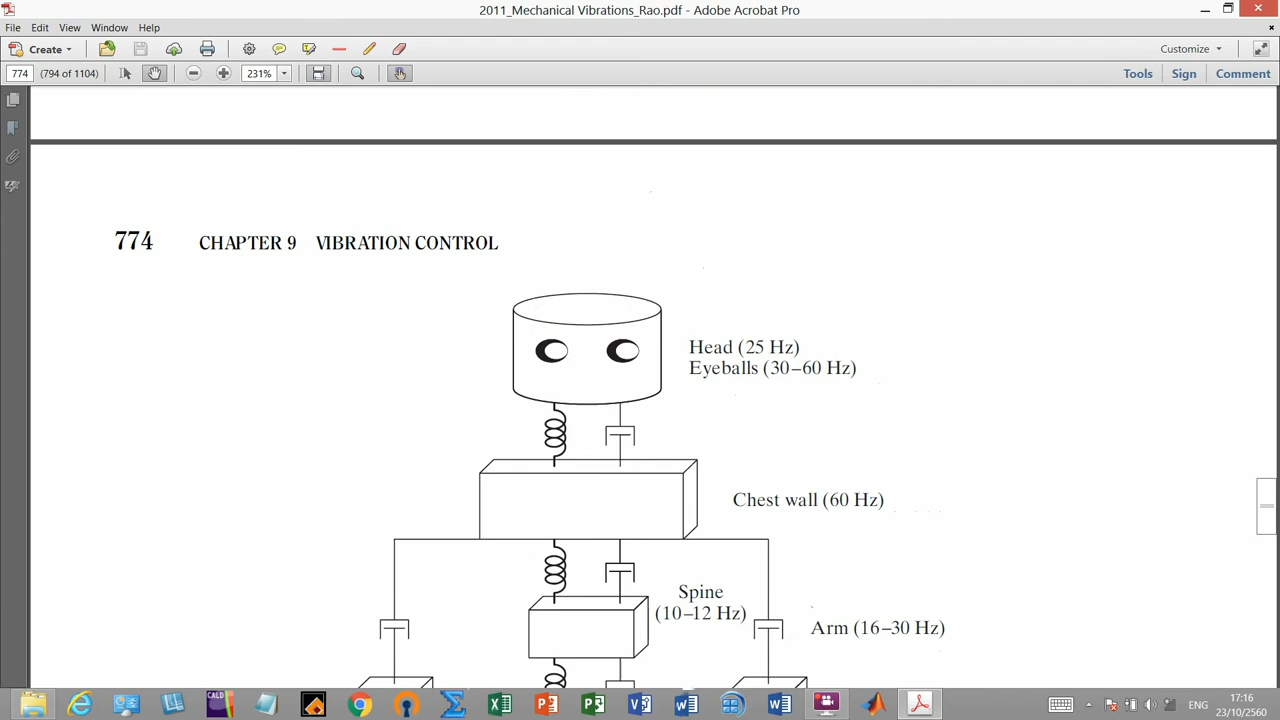 2011_Mechanical Vibrations_Rao.pdf - Adobe Acrobat Pro
File Edit View Window Help
Create Customize
774 (794 of 1104) 231% Tools Sign Comment
774 CHAPTER 9 VIBRATION CONTROL
Head (25 Hz)
Eyeballs (30–60 Hz)
Chest wall (60 Hz)
Spine
(10–12 Hz)
Arm (16–30 Hz)
CALD
ENG
17:16
23/10/2560